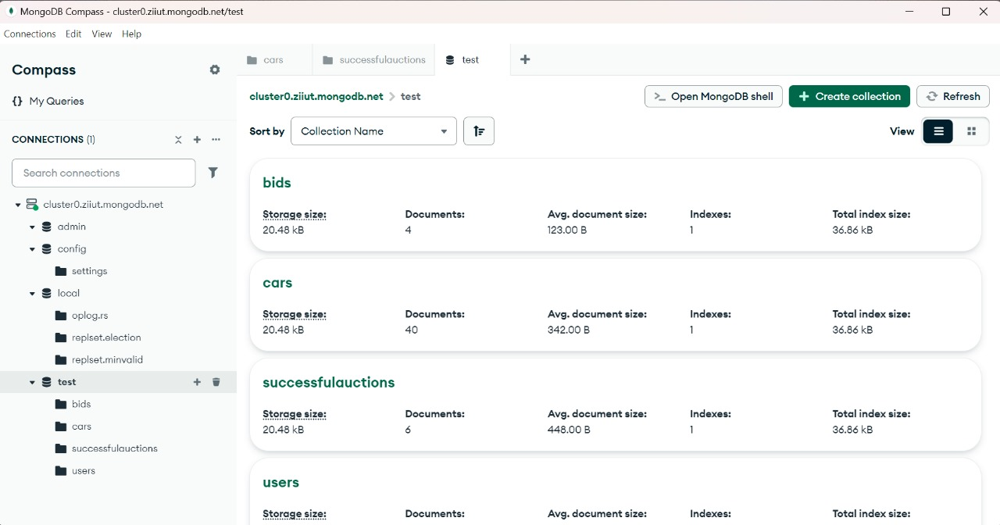 MongoDB Compass - cluster0.ziiut.mongodb.net/test
Connections Edit View Help
Compass
{} My Queries
CONNECTIONS (1)
Search connections
cluster0.ziiut.mongodb.net
admin
config
settings
local
oplog.rs
replset.election
replset.minvalid
test
bids
cars
successfulauctions
users
cars successfulauctions test
cluster0.ziiut.mongodb.net > test
>_ Open MongoDB shell + Create collection Refresh
Sort by Collection Name View
bids
Storage size: Documents: Avg. document size: Indexes: Total index size:
20.48 kB 4 123.00 B 1 36.86 kB
cars
Storage size: Documents: Avg. document size: Indexes: Total index size:
20.48 kB 40 342.00 B 1 36.86 kB
successfulauctions
Storage size: Documents: Avg. document size: Indexes: Total index size:
20.48 kB 6 448.00 B 1 36.86 kB
users
Storage size: Documents: Avg. document size: Indexes: Total index size: